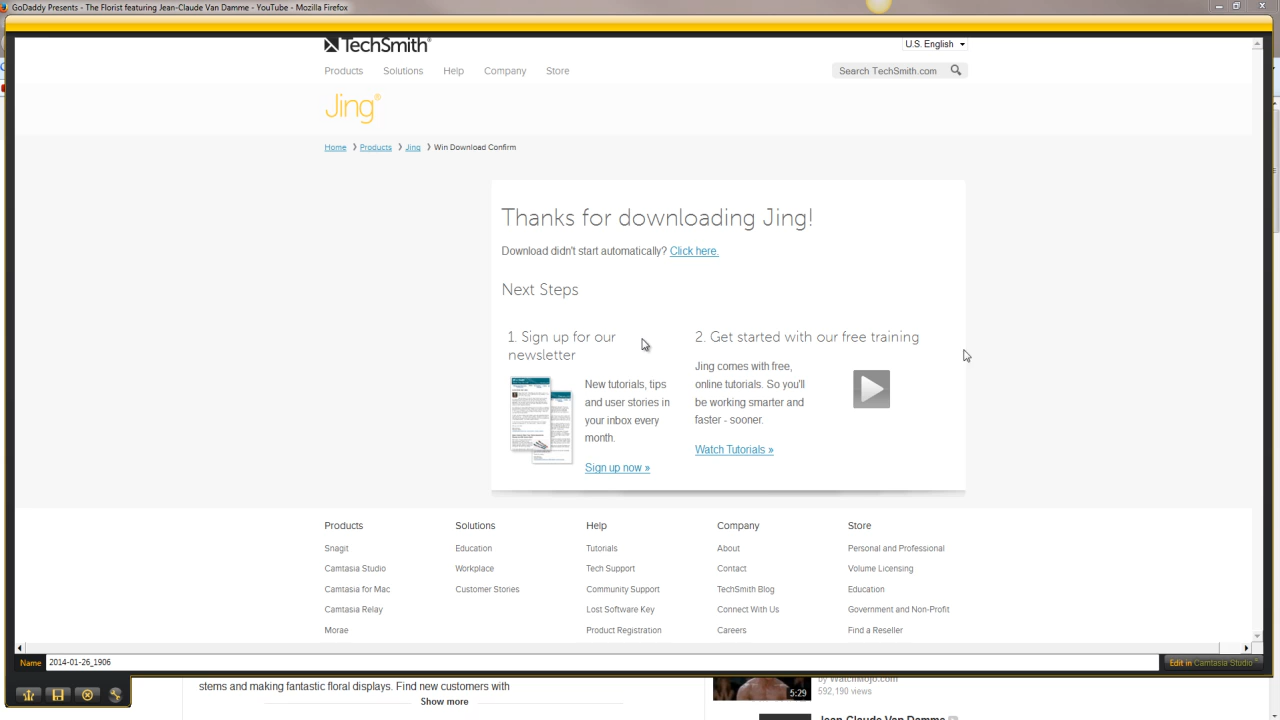 GoDaddy Presents - The Florist featuring Jean-Claude Van Damme - YouTube - Mozilla Firefox
TechSmith®
U.S. English
Products Solutions Help Company Store
Search TechSmith.com
Jing®
Home > Products > Jing > Win Download Confirm
Thanks for downloading Jing!
Download didn't start automatically? Click here.
Next Steps
1. Sign up for our
newsletter
New tutorials, tips
and user stories in
your inbox every
month.
Sign up now »
2. Get started with our free training
Jing comes with free,
online tutorials. So you'll
be working smarter and
faster - sooner.
Watch Tutorials »
Products Solutions Help Company Store
Snagit Education Tutorials About Personal and Professional
Camtasia Studio Workplace Tech Support Contact Volume Licensing
Camtasia for Mac Customer Stories Community Support TechSmith Blog Education
Camtasia Relay Lost Software Key Connect With Us Government and Non-Profit
Morae Product Registration Careers Find a Reseller
Name 2014-01-26_1906 Edit in Camtasia Studio
stems and making fantastic floral displays. Find new customers with
Show more
by WatchMojo.com
5:29 592,190 views
Jean-Claude Van Damme